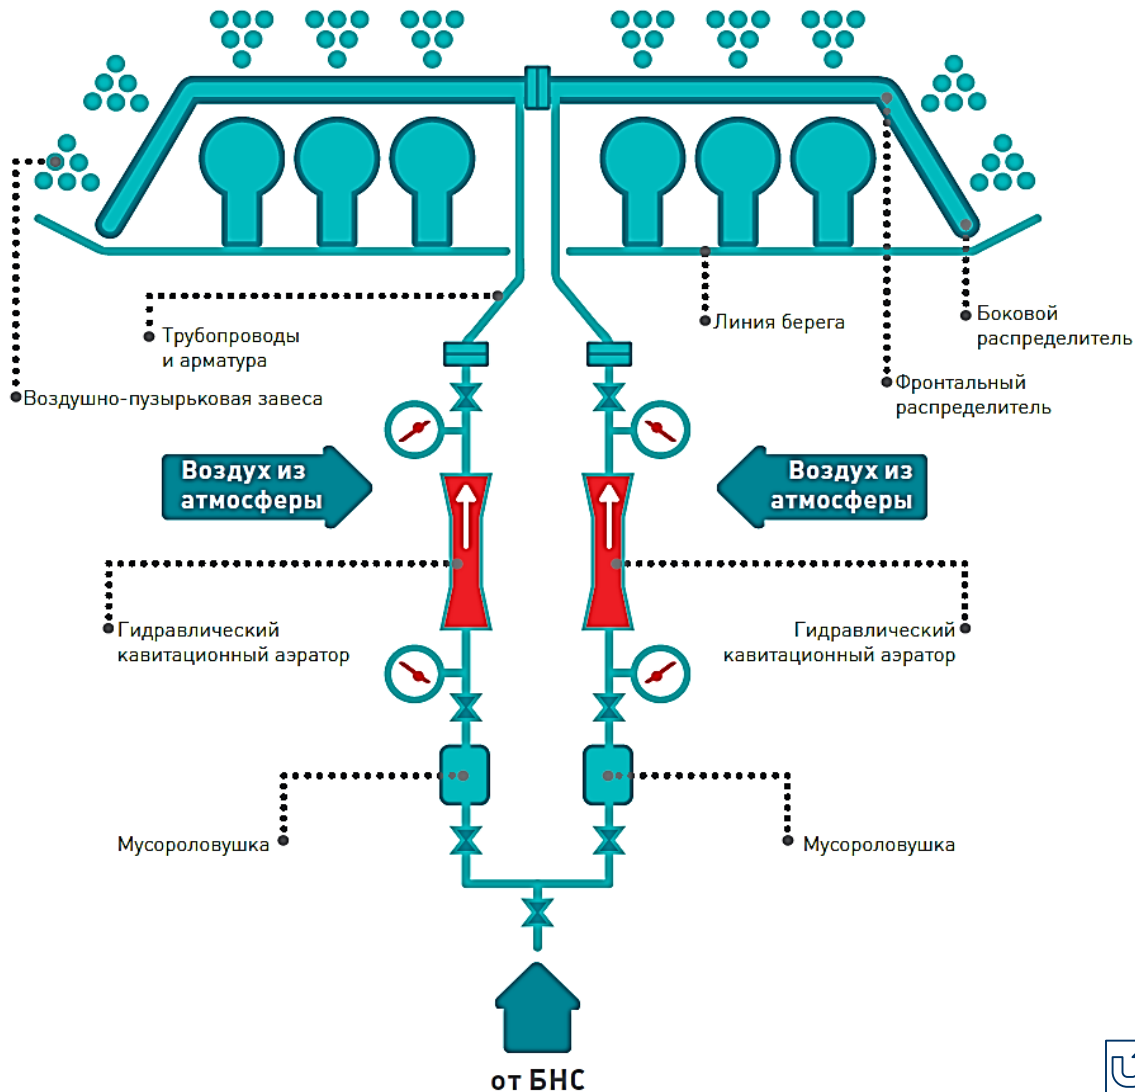 Трубопроводы
и арматура
Линия берега
Боковой
распределитель
Воздушно-пузырьковая завеса
Фронтальный
распределитель
Воздух из
атмосферы
Воздух из
атмосферы
Гидравлический
кавитационный аэратор
Гидравлический
кавитационный аэратор
Мусороловушка
Мусороловушка
от БНС